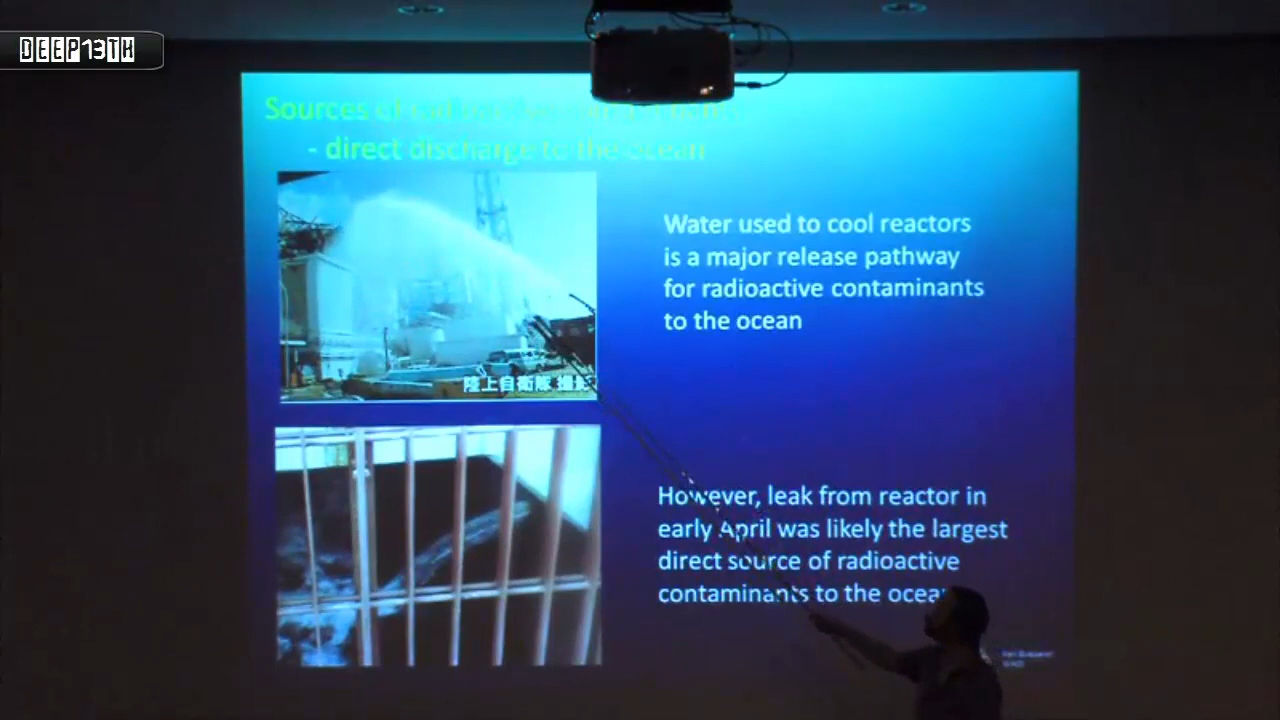 DEEP13TH
Sources of
- direct discharge to the ocean
陸上自衛隊 撮影
Water used to cool reactors
is a major release pathway
for radioactive contaminants
to the ocean
However, leak from reactor in
early April was likely the largest
direct source of radioactive
contaminants to the ocean